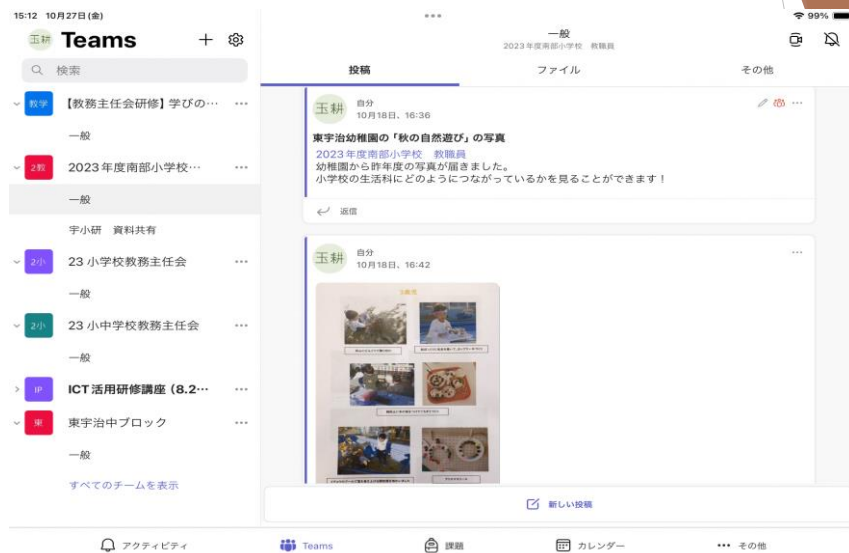 15:12 10月27日(金)
99%
玉耕 Teams
検索
教学 【教務主任会研修】学びの…
一般
2教 2023年度南部小学校…
一般
宇小研 資料共有
2小 23 小学校教務主任会
一般
2小 23 小中学校教務主任会
一般
IP ICT活用研修講座(8.2…
東 東宇治中ブロック
一般
すべてのチームを表示
一般
2023年度南部小学校 教職員
投稿 ファイル その他
玉耕 自分
10月18日、16:36
東宇治幼稚園の「秋の自然遊び」の写真
2023年度南部小学校 教職員
幼稚園から昨年度の写真が届きました。
小学校の生活科にどのようにつながっているかを見ることができます!
返信
玉耕 自分
10月18日、16:42
新しい投稿
アクティビティ Teams 課題 カレンダー その他